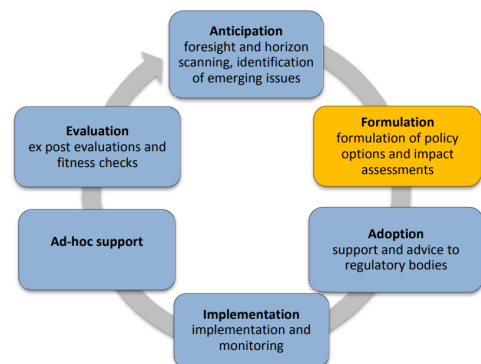 Anticipation
foresight and horizon
scanning, identification
of emerging issues
Formulation
formulation of policy
options and impact
assessments
Adoption
support and advice to
regulatory bodies
Implementation
implementation and
monitoring
Ad-hoc support
Evaluation
ex post evaluations and
fitness checks